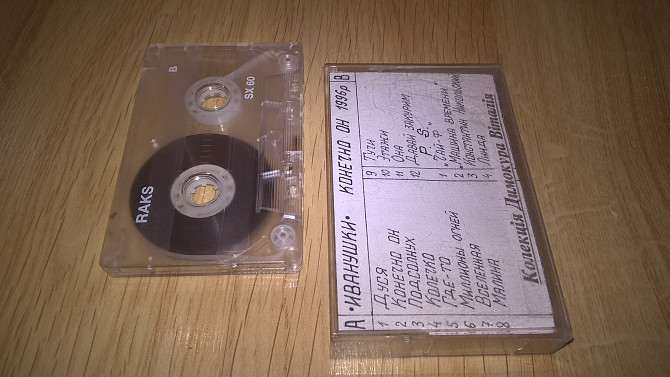 B
SX 60
RAKS
А •ИВАНУШКИ• КОНЕЧНО ОН 1996р В
1 Дуся
2 Конечно он
3 Подсолнух
4 Колечко
5 Где-то
6 Миллионы огней
7 Вселенная
8 Малина
9 Тучи
10 Этажи
11 Она
12 Давай закурим
P S.
1 "Чай-Ф"
2 "Машина времени"
3 Константин Никольский
4 Линда
Колекція Димокура Віталія